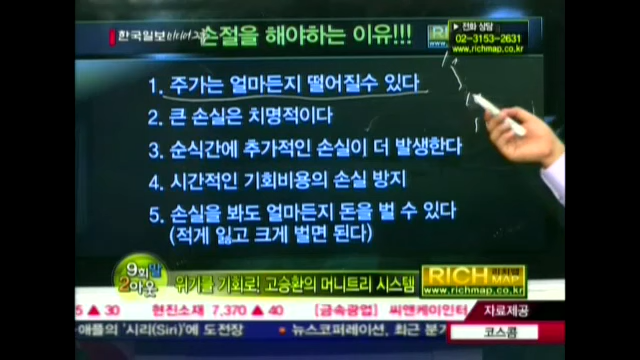 한국일보
손절을 해야하는 이유!!!
▶ 전화 상담
02-3153-2631
www.richmap.co.kr
1. 주가는 얼마든지 떨어질수 있다
2. 큰 손실은 치명적이다
3. 순식간에 추가적인 손실이 더 발생한다
4. 시간적인 기회비용의 손실 방지
5. 손실을 봐도 얼마든지 돈을 벌 수 있다
(적게 잃고 크게 벌면 된다)
9회말
2아웃
위기를 기회로! 고승환의 머니트리 시스템
RICH 리치맵
MAP
www.richmap.co.kr
5 ▲ 30 현진소재 7,370 ▲ 40 [금속광업] 씨앤케이인터
자료제공
애플의 '시리(Siri)'에 도전장 뉴스코퍼레이션, 최근 분기
코스콤